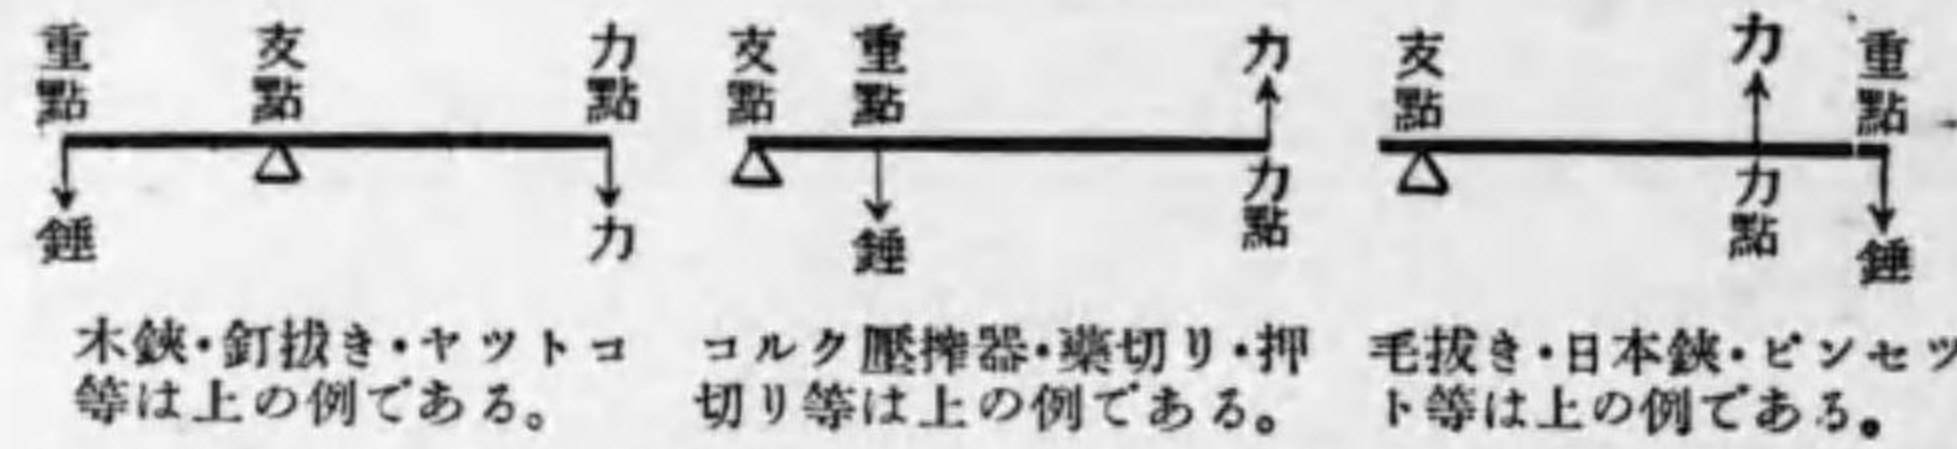 重點
支點
力點
錘
力
木鋏・釘拔き・ヤットコ
等は上の例である。
支點
重點
力
錘
力點
コルク壓搾器・藥切り・押
切り等は上の例である。
支點
力
重點
力點
錘
毛拔き・日本鋏・ピンセツ
ト等は上の例である。